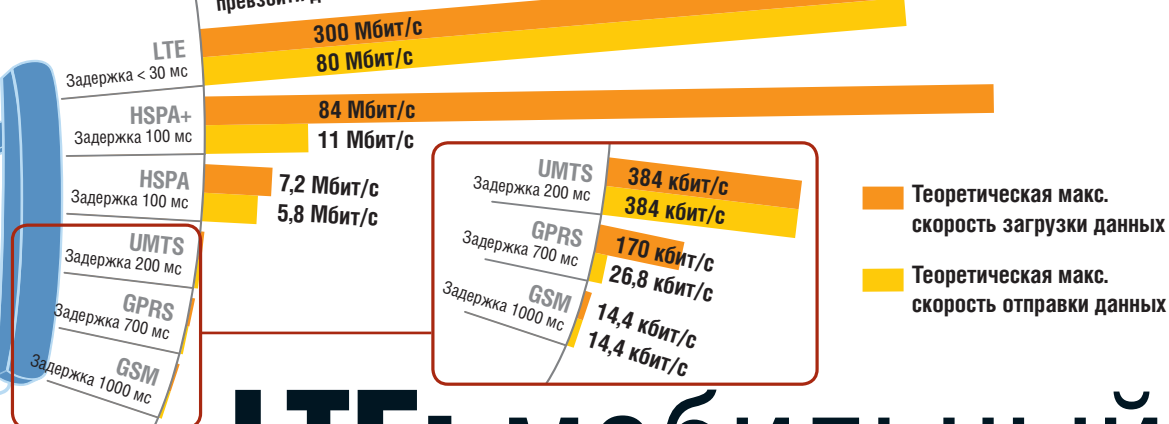 LTE
Задержка < 30 мс
300 Мбит/с
80 Мбит/с
HSPA+
Задержка 100 мс
84 Мбит/с
11 Мбит/с
HSPA
Задержка 100 мс
7,2 Мбит/с
5,8 Мбит/с
UMTS
Задержка 200 мс
GPRS
Задержка 700 мс
GSM
Задержка 1000 мс
UMTS
Задержка 200 мс
384 кбит/с
384 кбит/с
GPRS
Задержка 700 мс
170 кбит/с
26,8 кбит/с
GSM
Задержка 1000 мс
14,4 кбит/с
14,4 кбит/с
Теоретическая макс.
скорость загрузки данных
Теоретическая макс.
скорость отправки данных
LTE: мобильный